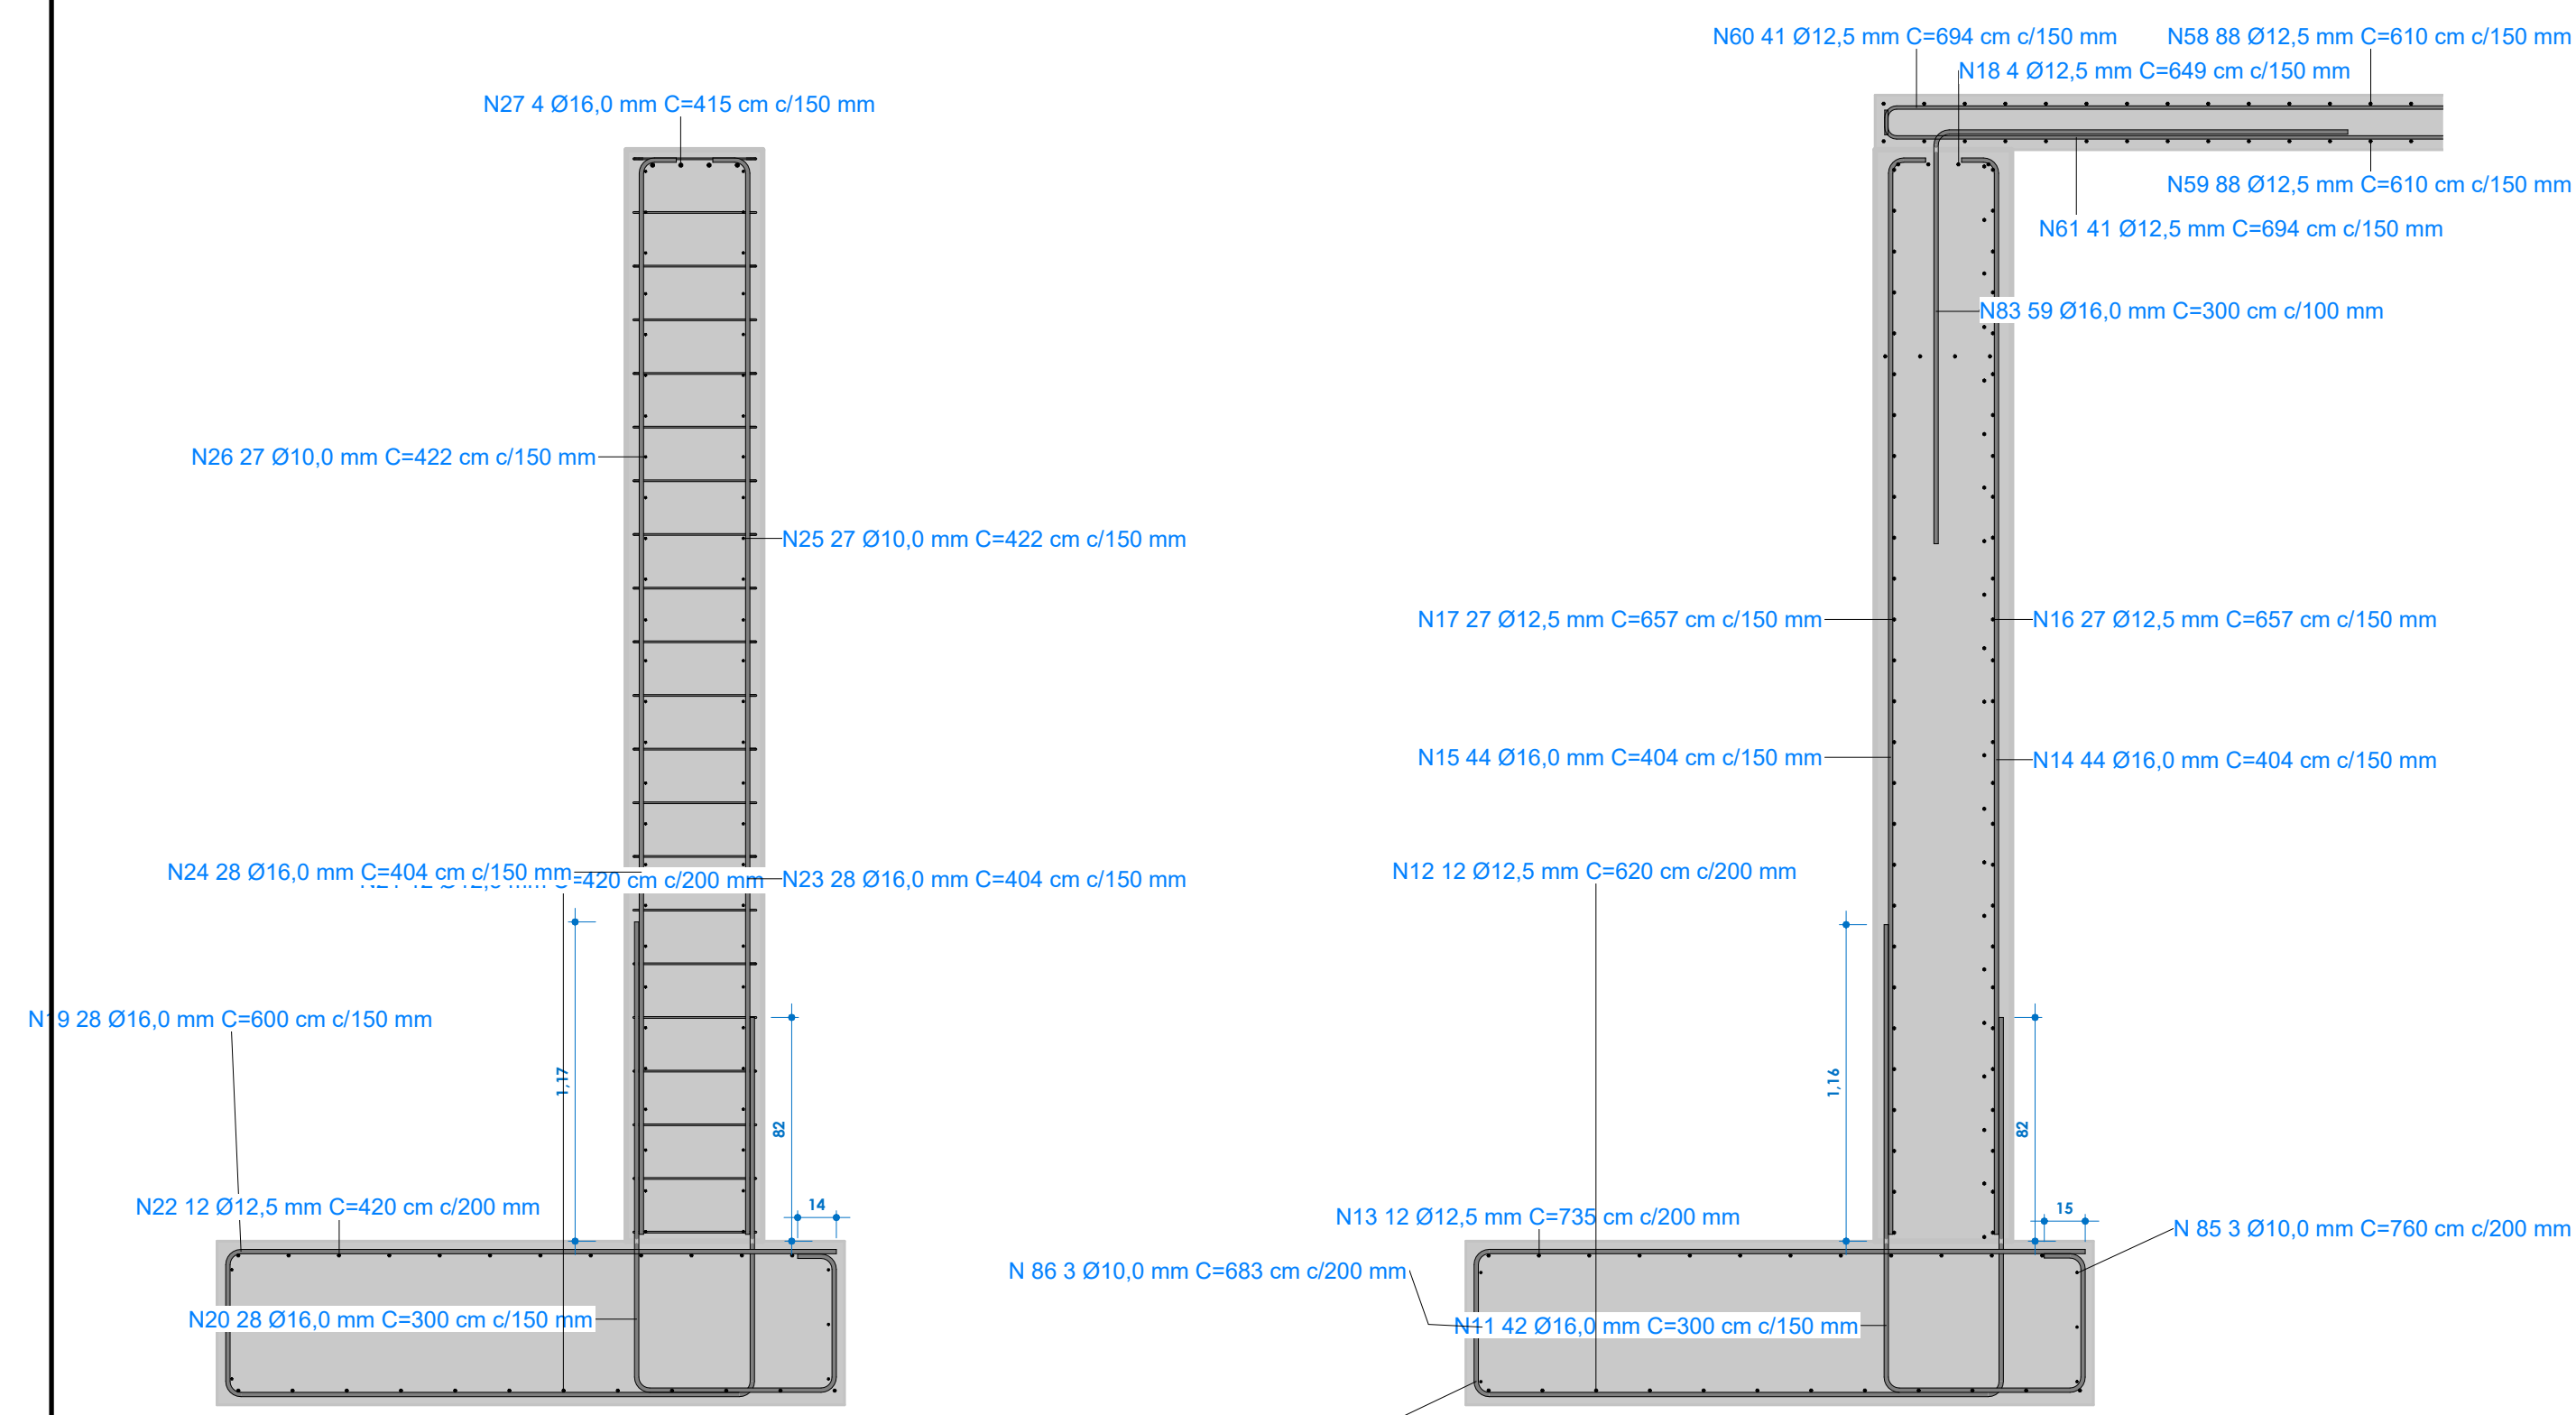 N60 41 Ø12,5 mm C=694 cm c/150 mm
N58 88 Ø12,5 mm C=610 cm c/150 mm
N18 4 Ø12,5 mm C=649 cm c/150 mm
N27 4 Ø16,0 mm C=415 cm c/150 mm
N59 88 Ø12,5 mm C=610 cm c/150 mm
N61 41 Ø12,5 mm C=694 cm c/150 mm
N83 59 Ø16,0 mm C=300 cm c/100 mm
N26 27 Ø10,0 mm C=422 cm c/150 mm
N25 27 Ø10,0 mm C=422 cm c/150 mm
N17 27 Ø12,5 mm C=657 cm c/150 mm
N16 27 Ø12,5 mm C=657 cm c/150 mm
N15 44 Ø16,0 mm C=404 cm c/150 mm
N14 44 Ø16,0 mm C=404 cm c/150 mm
N24 28 Ø16,0 mm C=404 cm c/150 mm
=420 cm c/200 mm
N23 28 Ø16,0 mm C=404 cm c/150 mm
N12 12 Ø12,5 mm C=620 cm c/200 mm
N19 28 Ø16,0 mm C=600 cm c/150 mm
1,17
82
1,16
82
N22 12 Ø12,5 mm C=420 cm c/200 mm
14
N13 12 Ø12,5 mm C=735 cm c/200 mm
15
N 85 3 Ø10,0 mm C=760 cm c/200 mm
N 86 3 Ø10,0 mm C=683 cm c/200 mm
N20 28 Ø16,0 mm C=300 cm c/150 mm
N11 42 Ø16,0 mm C=300 cm c/150 mm